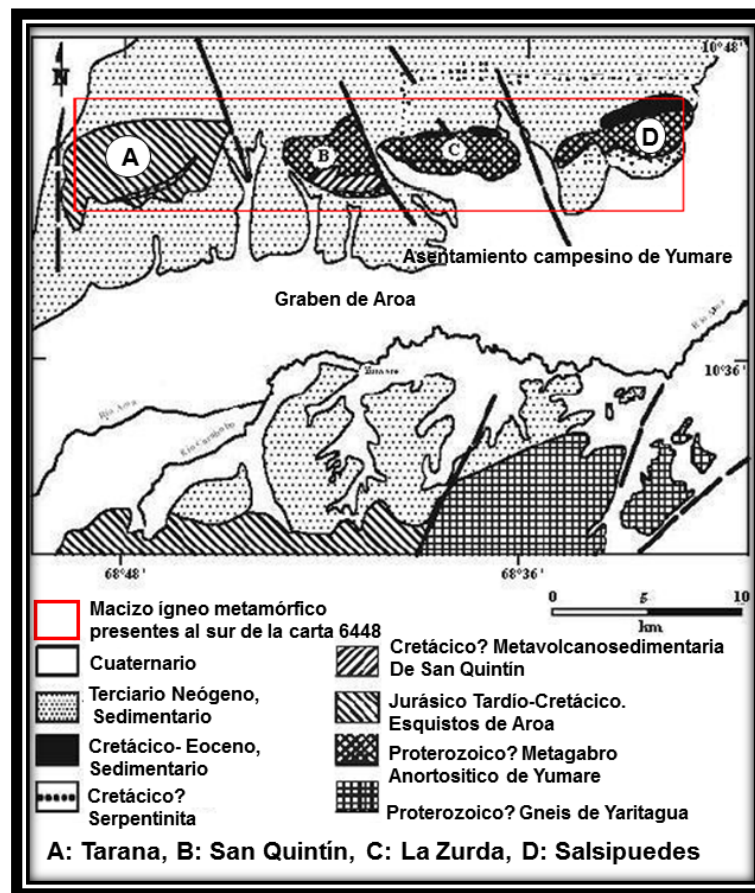 10°48'
N
A
B
C
D
Asentamiento campesino de Yumare
Graben de Aroa
10°36'
Yumare
Río Aroa
68°48'
68°36'
0 5 10
km
Macizo ígneo metamórfico
presentes al sur de la carta 6448
Cuaternario
Terciario Neógeno,
Sedimentario
Cretácico- Eoceno,
Sedimentario
Cretácico?
Serpentinita
Cretácico? Metavolcanosedimentaria
De San Quintín
Jurásico Tardío-Cretácico.
Esquistos de Aroa
Proterozoico? Metagabro
Anortositico de Yumare
Proterozoico? Gneis de Yaritagua
A: Tarana, B: San Quintín, C: La Zurda, D: Salsipuedes